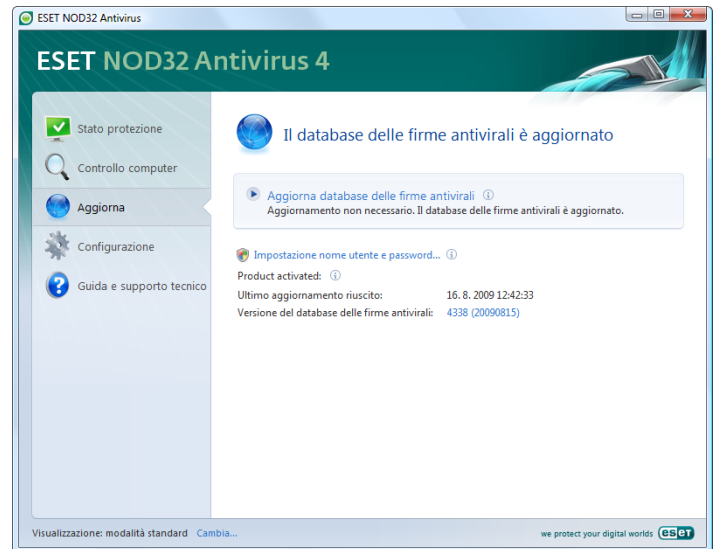 ESET NOD32 Antivirus
ESET NOD32 Antivirus 4
Stato protezione
Controllo computer
Aggiorna
Configurazione
Guida e supporto tecnico
Il database delle firme antivirali è aggiornato
Aggiorna database delle firme antivirali
Aggiornamento non necessario. Il database delle firme antivirali è aggiornato.
Impostazione nome utente e password...
Product activated:
Ultimo aggiornamento riuscito: 16. 8. 2009 12:42:33
Versione del database delle firme antivirali: 4338 (20090815)
Visualizzazione: modalità standard Cambia...
we protect your digital worlds eseT